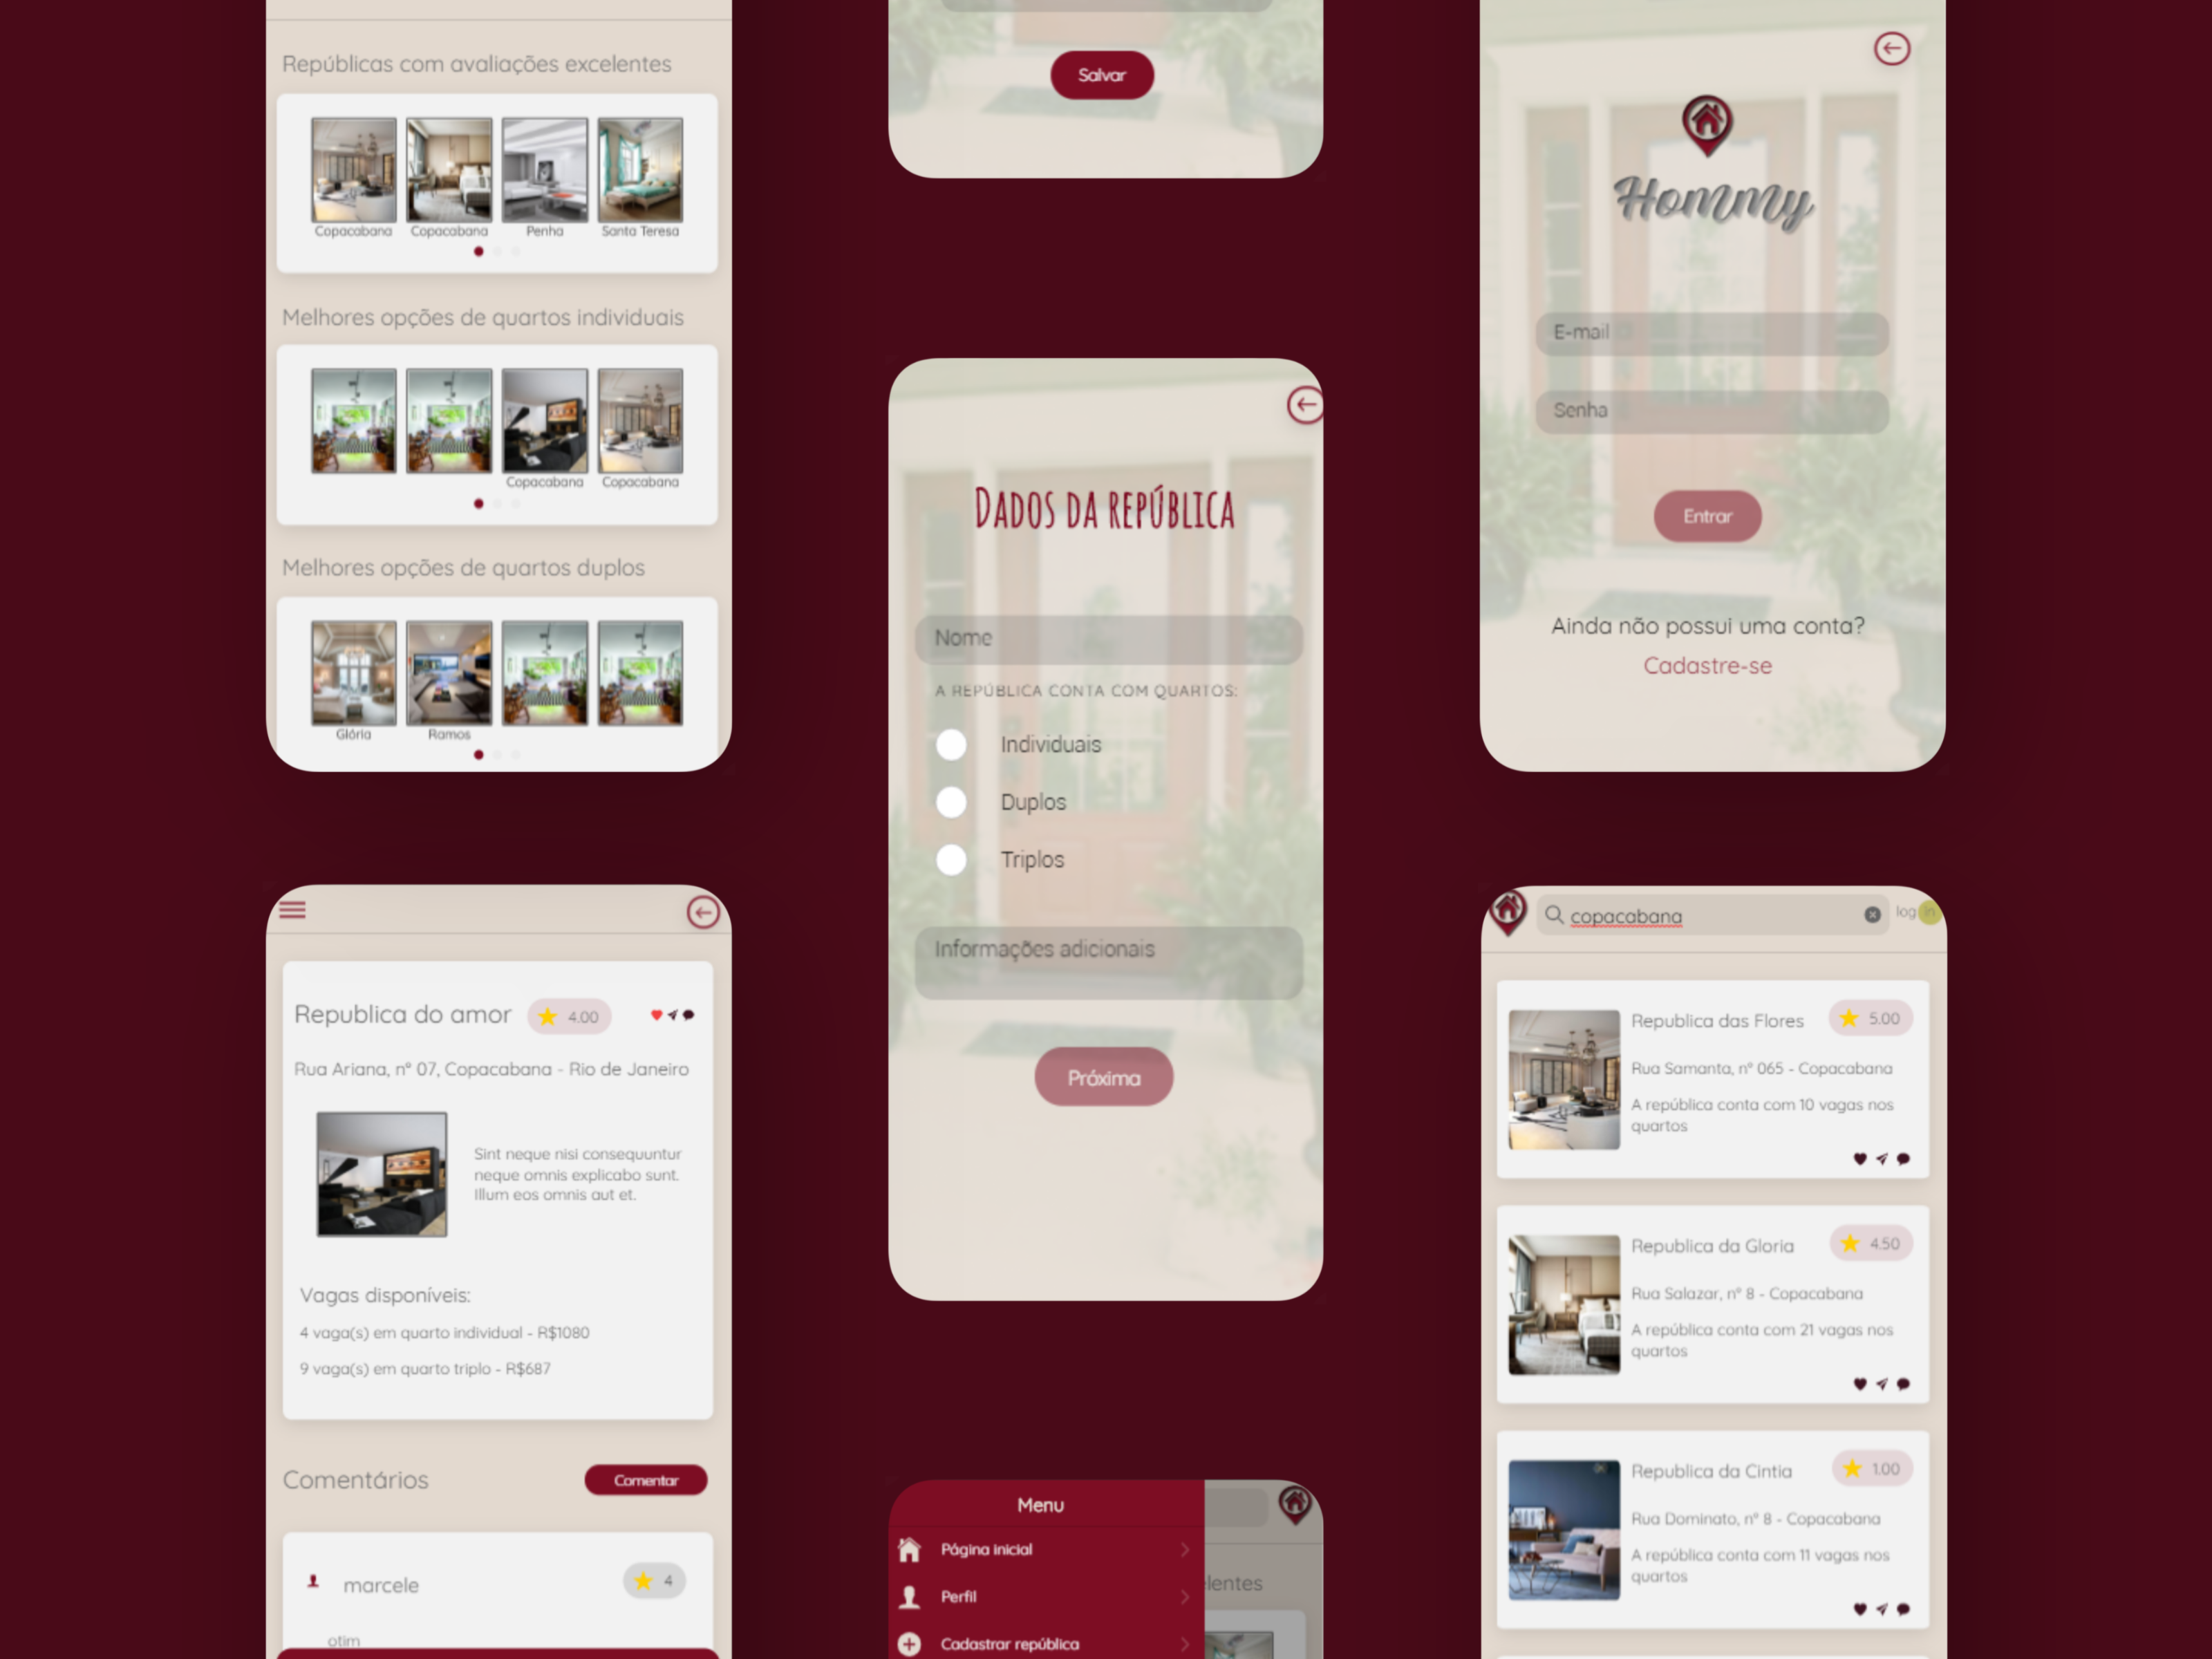 Repúblicas com avaliações excelentes
Copacabana
Copacabana
Penha
Santa Teresa
Melhores opções de quartos individuais
Copacabana
Copacabana
Melhores opções de quartos duplos
Glória
Ramos
Republica do amor
4.00
Rua Ariana, nº 07, Copacabana - Rio de Janeiro
Sint neque nisi consequuntur
neque omnis explicabo sunt.
Illum eos omnis aut et.
Vagas disponíveis:
4 vaga(s) em quarto individual - R$1080
9 vaga(s) em quarto triplo - R$687
Comentários
Comentar
marcele
4
otim
Salvar
Dados da república
Nome
A REPÚBLICA CONTA COM QUARTOS:
Individuais
Duplos
Triplos
Informações adicionais
Próxima
Menu
Página inicial
Perfil
Cadastrar república
elentes
Hommy
E-mail
Senha
Entrar
Ainda não possui uma conta?
Cadastre-se
copacabana
log in
Republica das Flores
5.00
Rua Samanta, nº 065 - Copacabana
A república conta com 10 vagas nos
quartos
Republica da Gloria
4.50
Rua Salazar, nº 8 - Copacabana
A república conta com 21 vagas nos
quartos
Republica da Cintia
1.00
Rua Dominato, nº 8 - Copacabana
A república conta com 11 vagas nos
quartos